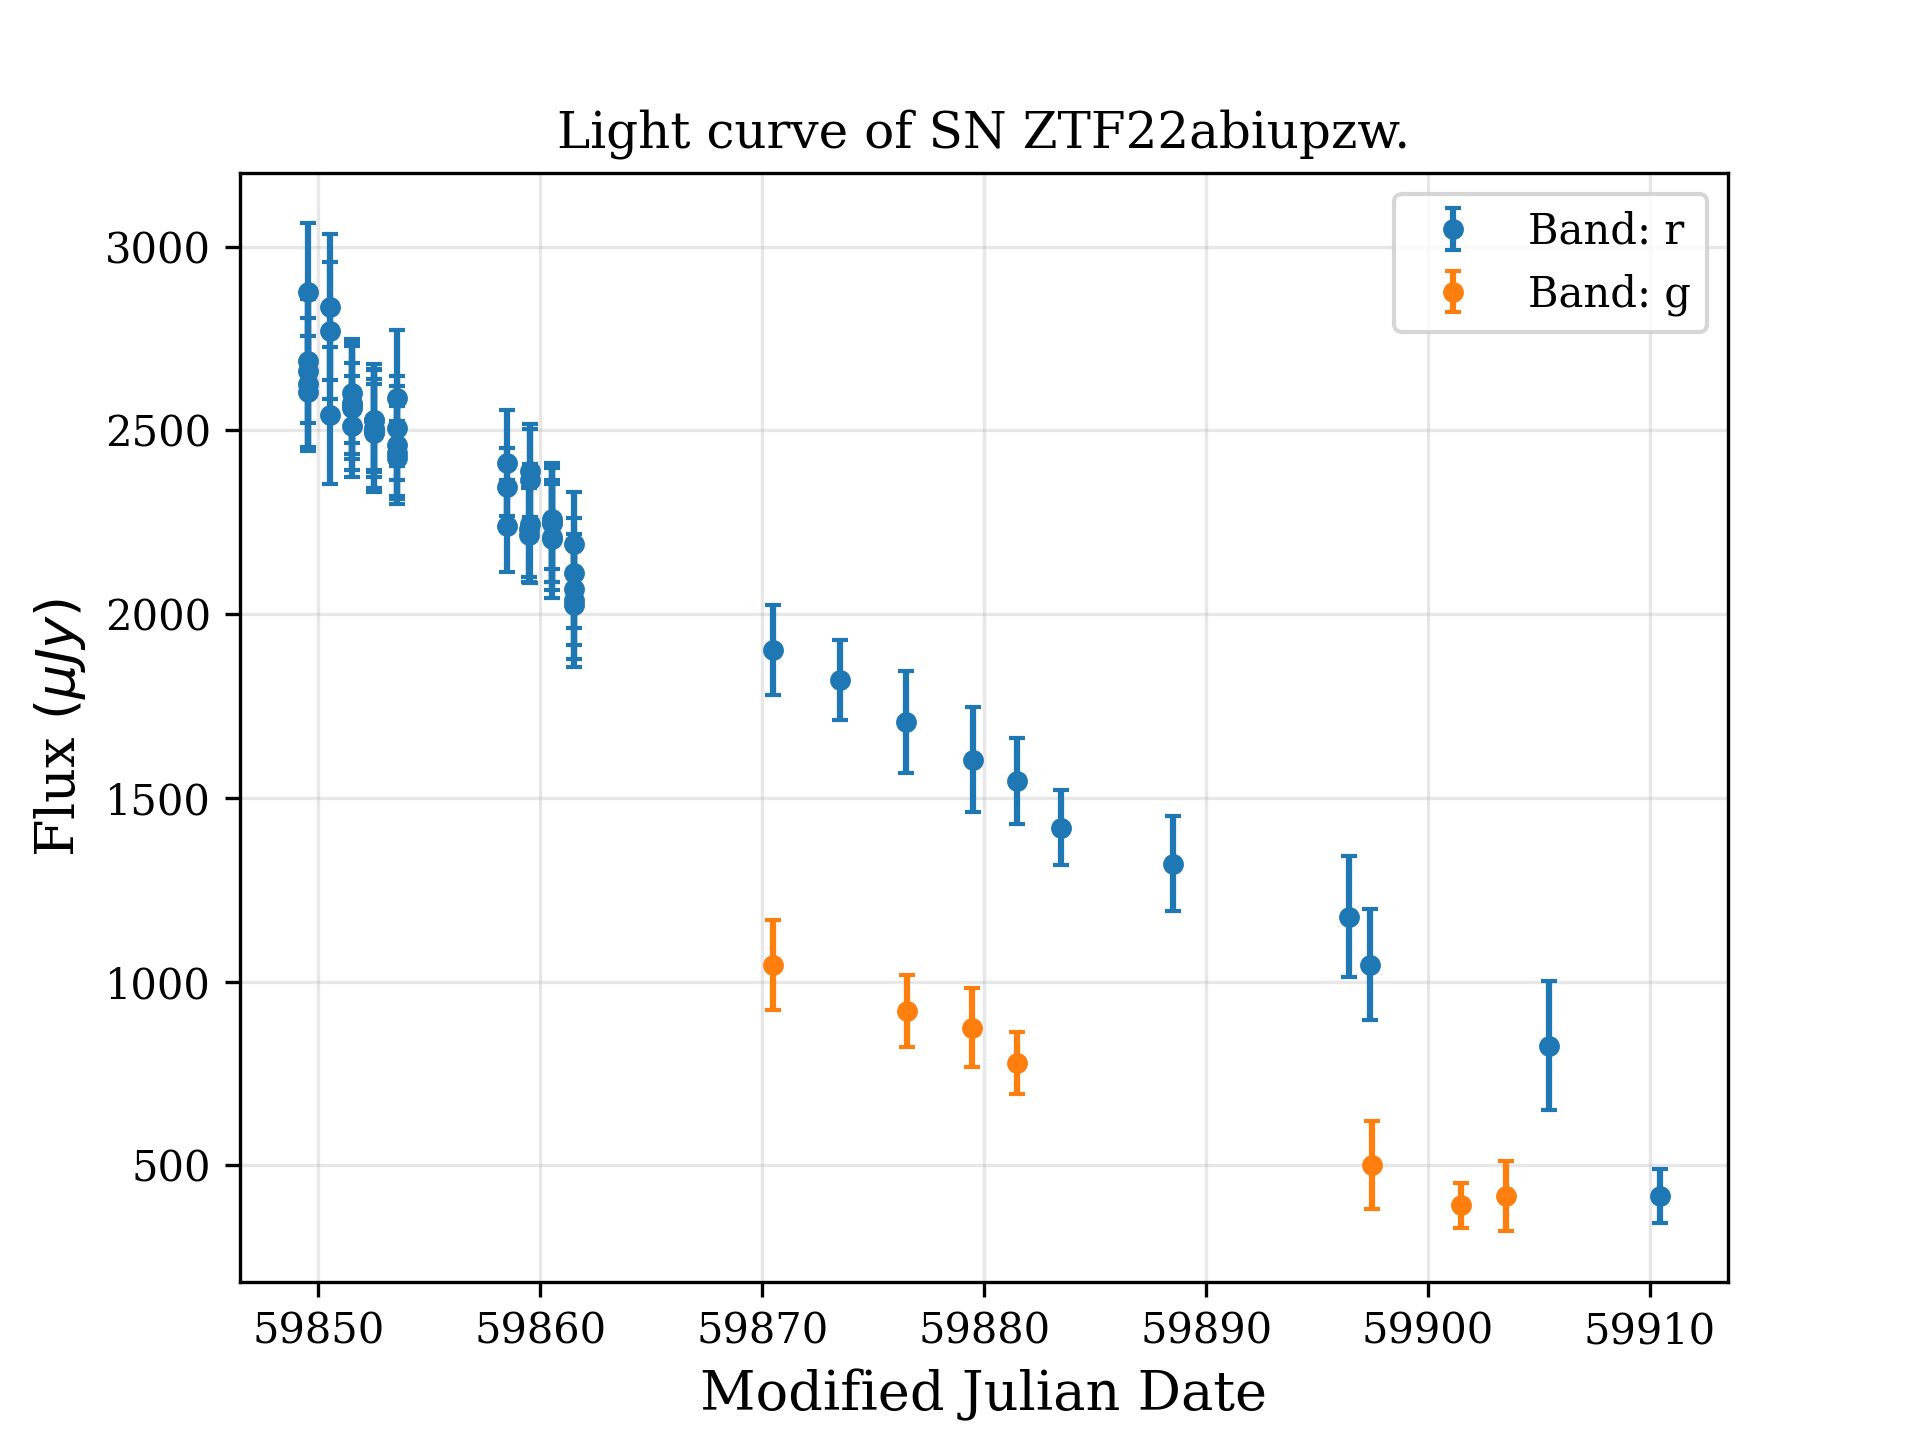 Light curve of SN ZTF22abiupzw.
Band: r
Band: g
3000
2500
2000
1500
1000
500
Flux (μJy)
59850 59860 59870 59880 59890 59900 59910
Modified Julian Date